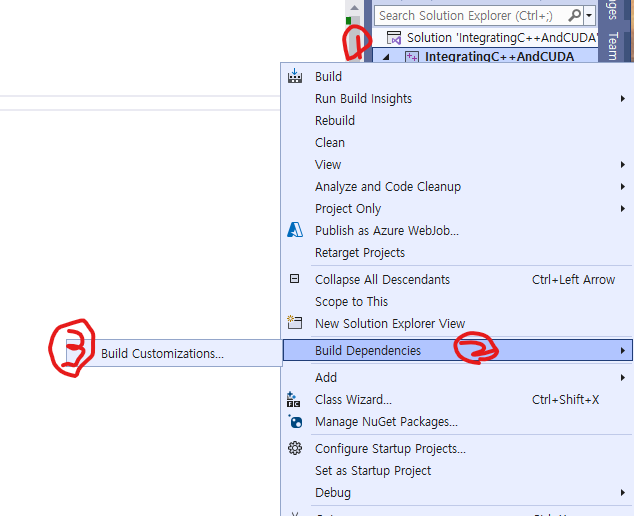 Search Solution Explorer (Ctrl+;)
Solution 'IntegratingC++AndCUDA'
IntegratingC++AndCUDA
ges
Team
1
Build
Run Build Insights
Rebuild
Clean
View
Analyze and Code Cleanup
Project Only
Publish as Azure WebJob...
Retarget Projects
Collapse All Descendants Ctrl+Left Arrow
Scope to This
New Solution Explorer View
3 Build Customizations...
Build Dependencies 2
Add
Class Wizard... Ctrl+Shift+X
Manage NuGet Packages...
Configure Startup Projects...
Set as Startup Project
Debug